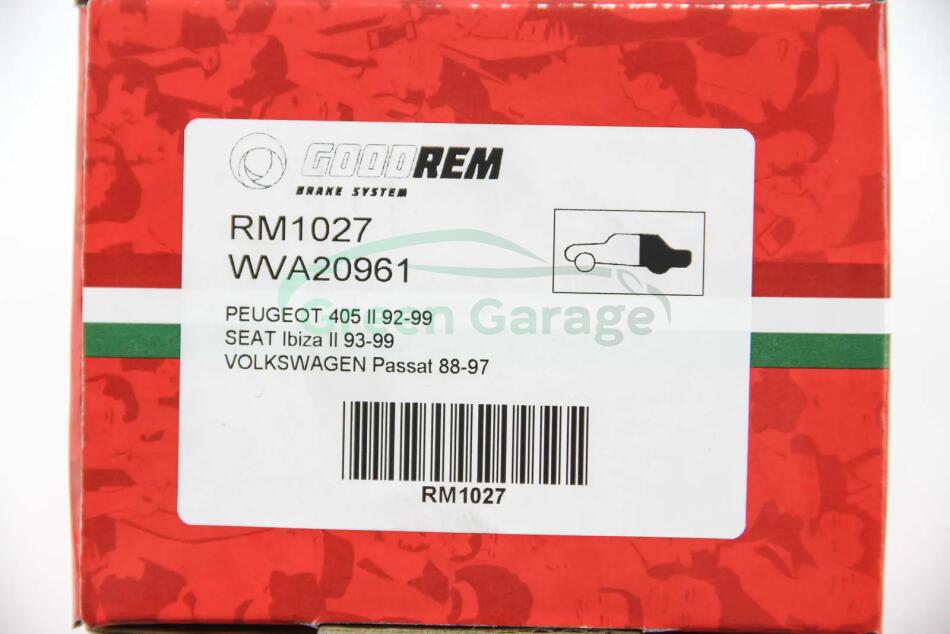 GOODREM
BRAKE SYSTEM
RM1027
WVA20961
Green Garage
PEUGEOT 405 II 92-99
SEAT Ibiza II 93-99
VOLKSWAGEN Passat 88-97
RM1027